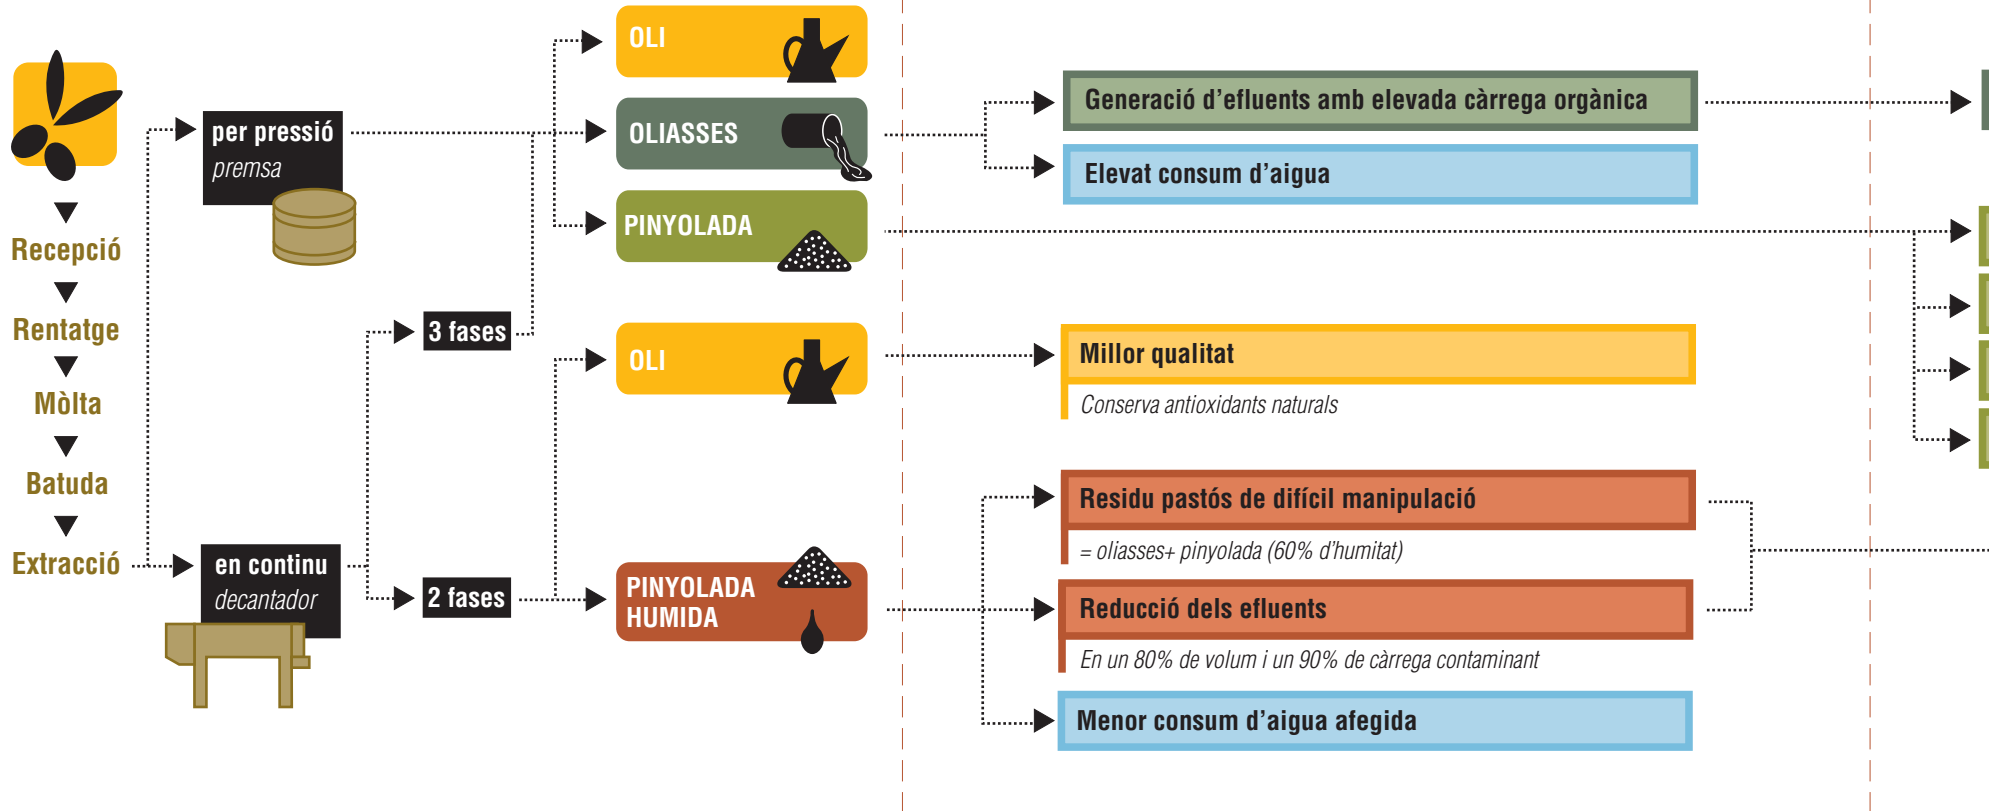 Recepció
Rentatge
Mòlta
Batuda
Extracció
per pressió
premsa
en continu
decantador
3 fases
2 fases
OLI
OLIASSES
PINYOLADA
OLI
PINYOLADA
HUMIDA
Generació d’efluents amb elevada càrrega orgànica
Elevat consum d’aigua
Millor qualitat
Conserva antioxidants naturals
Residu pastós de difícil manipulació
= oliasses+ pinyolada (60% d’humitat)
Reducció dels efluents
En un 80% de volum i un 90% de càrrega contaminant
Menor consum d’aigua afegida